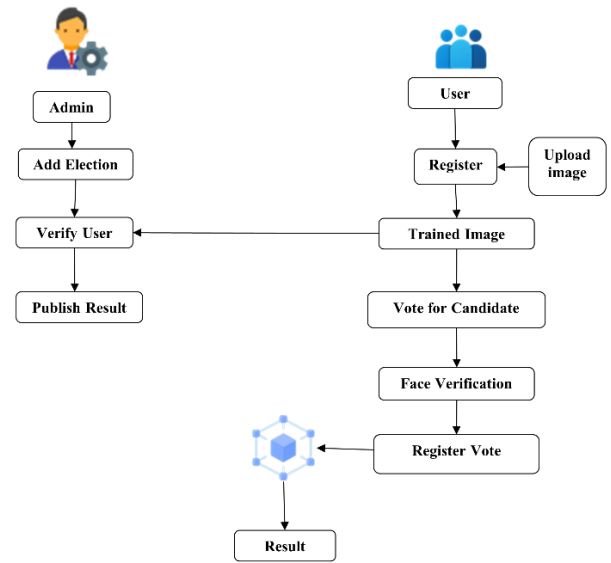 Admin
User
Add Election
Register
Upload
image
Verify User
Trained Image
Publish Result
Vote for Candidate
Face Verification
Register Vote
Result